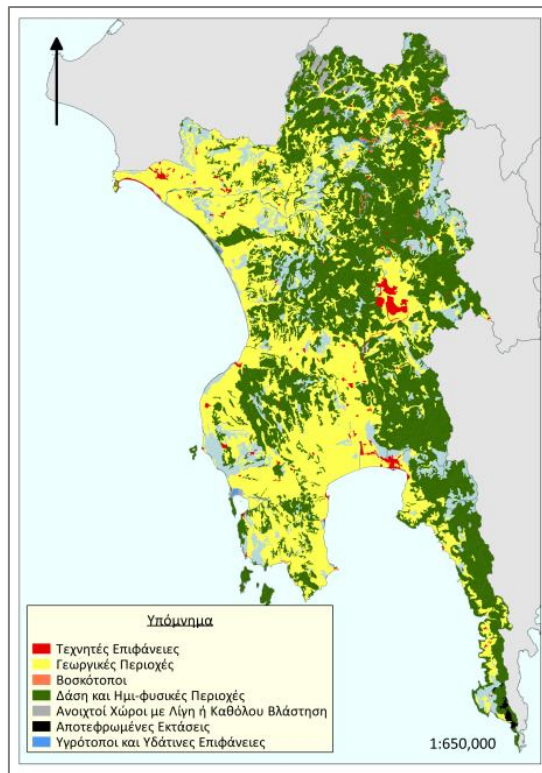 Υπόμνημα
Τεχνητές Επιφάνειες
Γεωργικές Περιοχές
Βοσκότοποι
Δάση και Ημι-φυσικές Περιοχές
Ανοιχτοί Χώροι με Λίγη ή Καθόλου Βλάστηση
Αποτεφρωμένες Εκτάσεις
Υγρότοποι και Υδάτινες Επιφάνειες
1:650,000